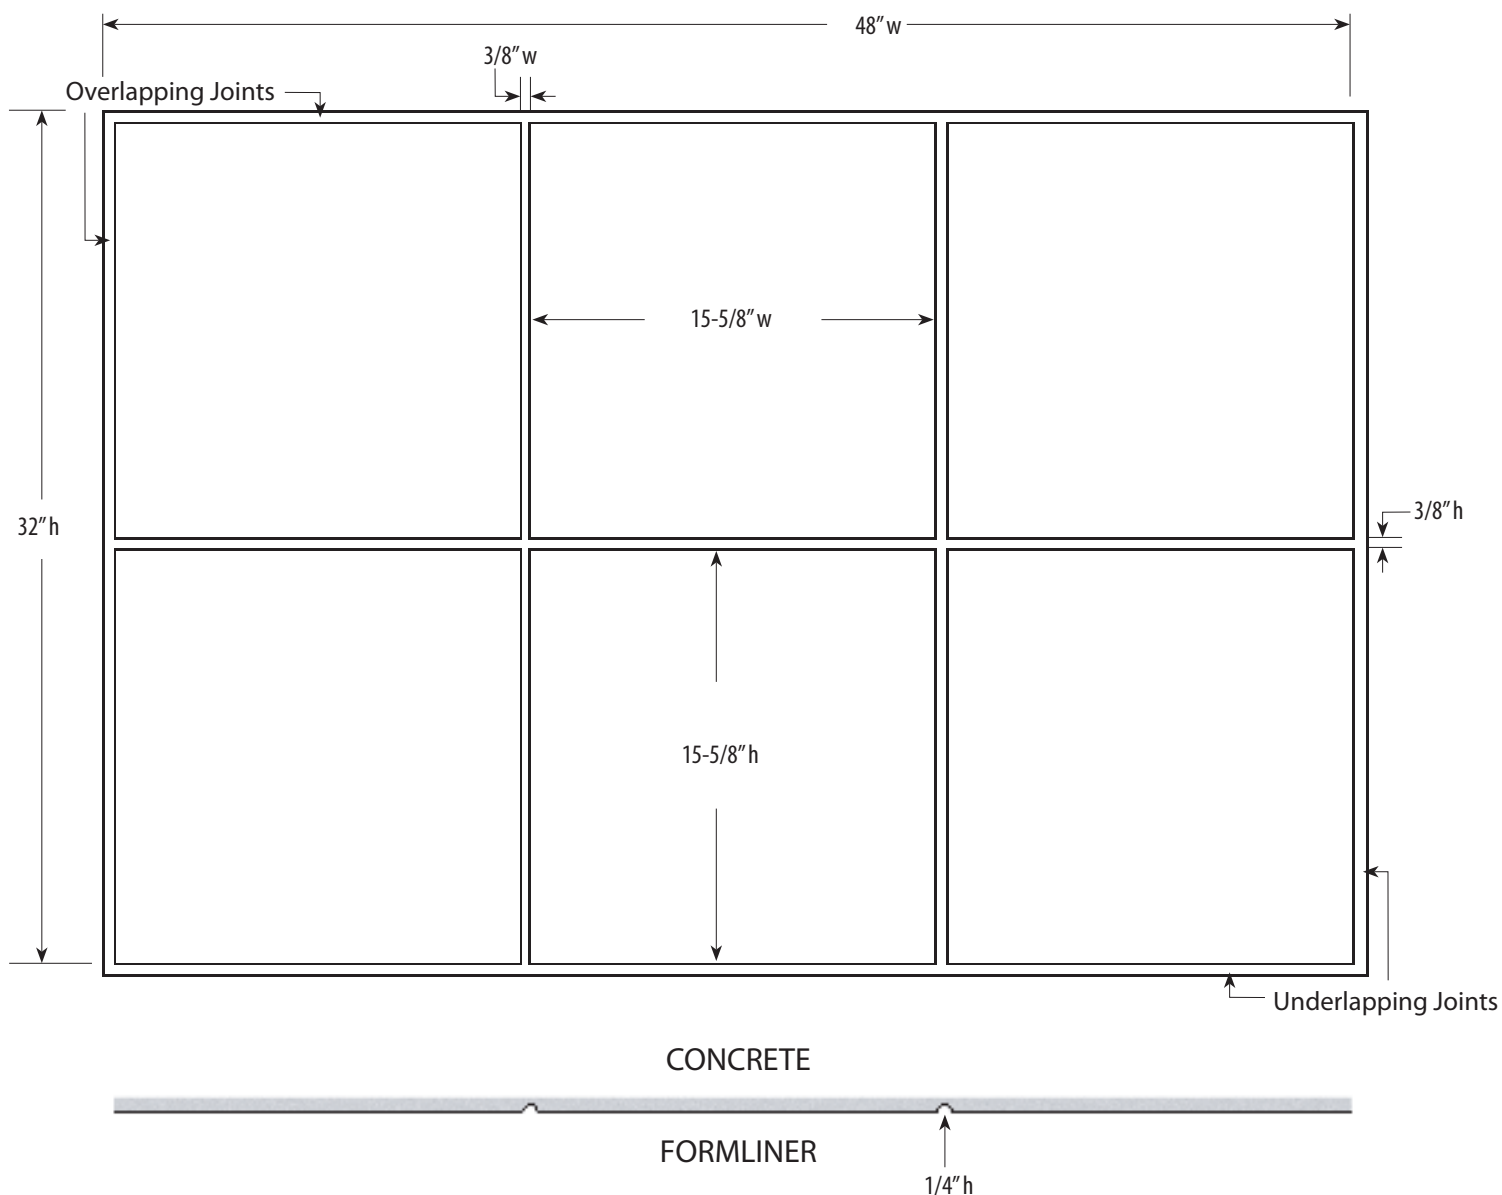 48" w
3/8" w
Overlapping Joints
15-5/8" w
3/8" h
32" h
15-5/8" h
Underlapping Joints
CONCRETE
FORMLINER
1/4" h